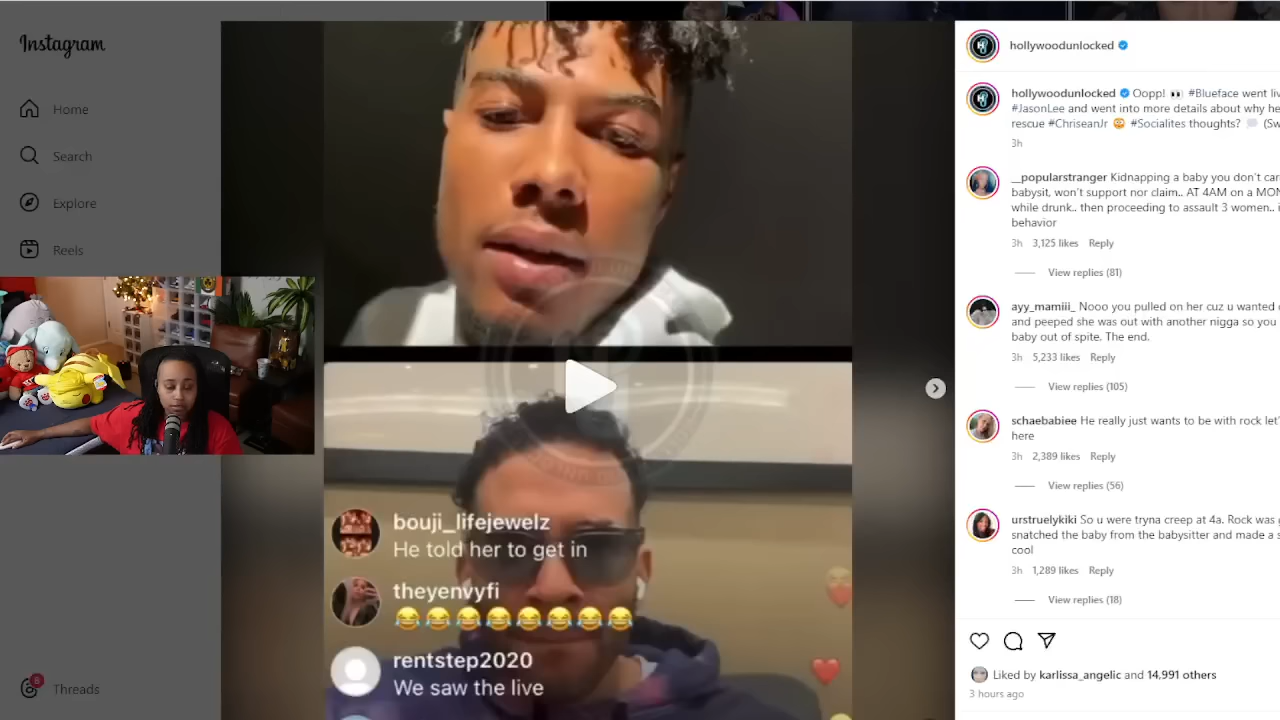 Instagram
Home
Search
Explore
Reels
8
Threads
bouji_lifejewelz
He told her to get in
theyenvyfi
😂😂😂😂😂😂😂😂
rentstep2020
We saw the live
hollywoodunlocked
hollywoodunlocked Oopp! 👀 #Blueface went
#JasonLee and went into more details about why he
rescue #ChriseanJr 😳 #Socialites thoughts? 💭
3h
__popularstranger Kidnapping a baby you don't
babysit, won't support nor claim.. AT 4AM on a
while drunk.. then proceeding to assault 3 women..
behavior
3h 3,125 likes Reply
View replies (81)
ayy_mamiii_ Nooo you pulled on her cuz u wanted
and peeped she was out with another nigga so you
baby out of spite. The end.
3h 5,233 likes Reply
View replies (105)
schaebabiee He really just wants to be with rock
here
3h 2,389 likes Reply
View replies (56)
urstruelykiki So u were tryna creep at 4a. Rock was
snatched the baby from the babysitter and made a
cool
3h 1,289 likes Reply
View replies (18)
Liked by karlissa_angelic and 14,991 others
3 hours ago